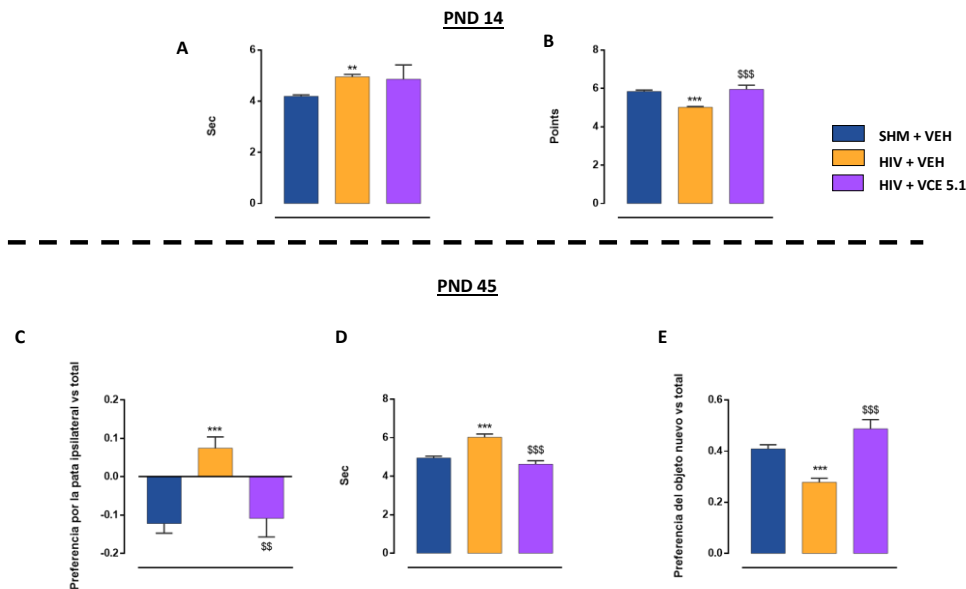 PND 14
A
6
4
2
0
Sec
**
B
8
6
4
2
0
Points
***
$$$
SHM + VEH
HIV + VEH
HIV + VCE 5.1
PND 45
C
Preferencia por la pata ipsilateral vs total
0.2
0.1
0.0
-0.1
-0.2
***
$$
D
Sec
8
6
4
2
0
***
$$$
E
Preferencia del objeto nuevo vs total
0.6
0.4
0.2
0.0
***
$$$